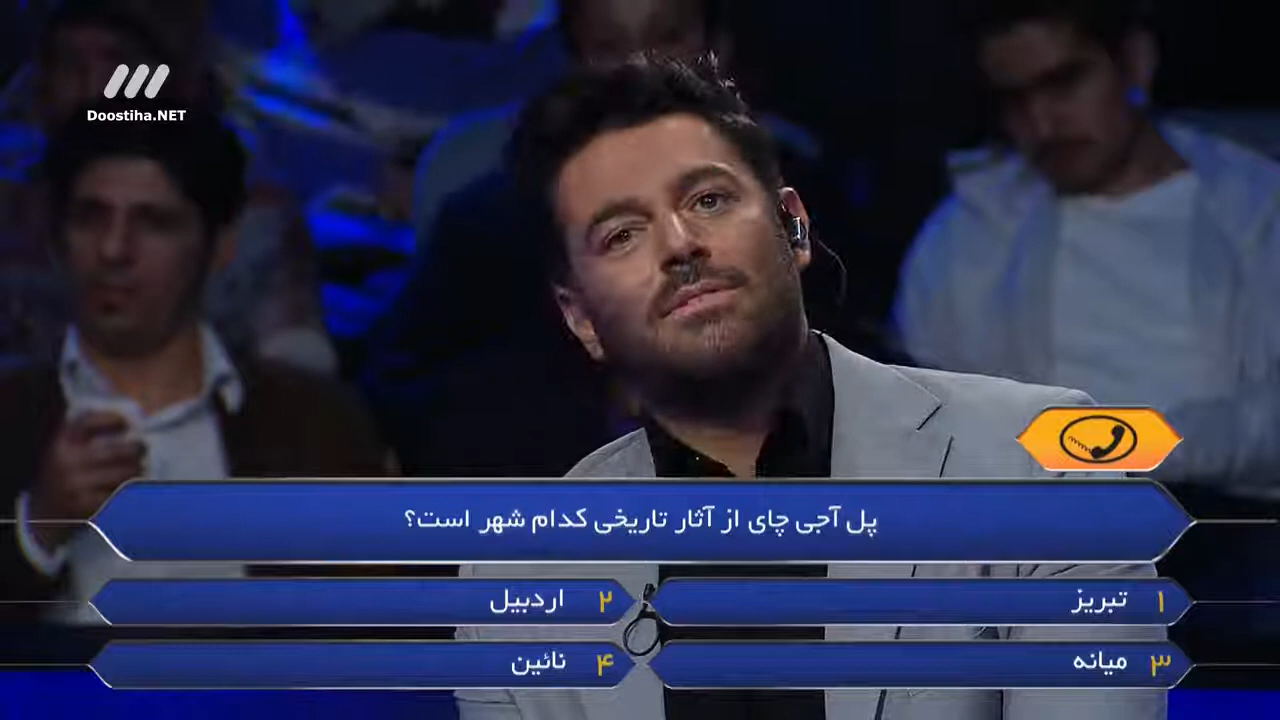 Doostiha.NET
پل آجی چای از آثار تاریخی کدام شهر است؟
۱ تبریز
۲ اردبیل
۳ میانه
۴ نائین